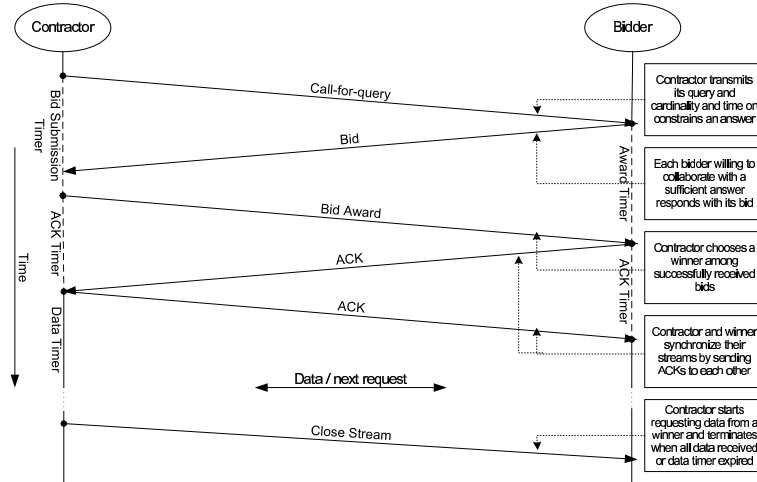 Contractor
Bidder
Call-for-query
Contractor transmits
its query and
cardinality and time on
constrains an answer
Bid Submission
Timer
Bid
Award Timer
Each bidder willing to
collaborate with a
sufficient answer
responds with its bid
Bid Award
Time
ACK Timer
ACK
ACK Timer
Contractor chooses a
winner among
successfully received
bids
ACK
Data Timer
Contractor and winner
synchronize their
streams by sending
ACKs to each other
Data / next request
Close Stream
Contractor starts
requesting data from a
winner and terminates
when all data received
or data timer expired